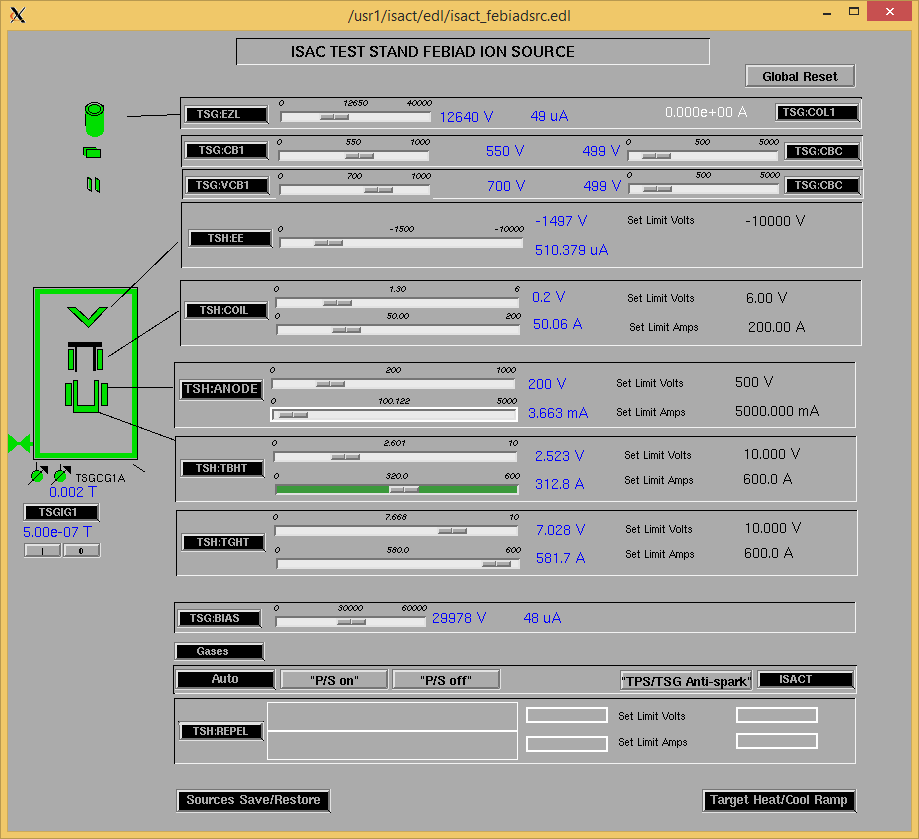 /usr1/isact/edl/isact_febiadsrc.edl
ISAC TEST STAND FEBIAD ION SOURCE
Global Reset
TSG:EZL 0 12650 40000 12640 V 49 uA 0.000e+00 A TSG:COL1
TSG:CB1 0 550 1000 550 V 499 V 0 500 5000 TSG:CBC
TSG:VCB1 0 700 1000 700 V 499 V 0 500 5000 TSG:CBC
TSH:EE 0 -1500 -10000 -1497 V Set Limit Volts -10000 V
510.379 uA
TSH:COIL 0 1.30 6 0.2 V Set Limit Volts 6.00 V
0 50.00 200 50.06 A Set Limit Amps 200.00 A
TSH:ANODE 0 200 1000 200 V Set Limit Volts 500 V
0 100.122 5000 3.663 mA Set Limit Amps 5000.000 mA
TSH:TBHT 0 2.601 10 2.523 V Set Limit Volts 10.000 V
0 320.0 600 312.8 A Set Limit Amps 600.0 A
TSGCG1A
0.002 T
TSGIG1
5.00e-07 T
I 0
TSH:TGHT 0 7.668 10 7.028 V Set Limit Volts 10.000 V
0 580.0 600 581.7 A Set Limit Amps 600.0 A
TSG:BIAS 0 30000 60000 29978 V 48 uA
Gases
Auto "P/S on" "P/S off" "TPS/TSG Anti-spark" ISACT
TSH:REPEL Set Limit Volts
Set Limit Amps
Sources Save/Restore Target Heat/Cool Ramp